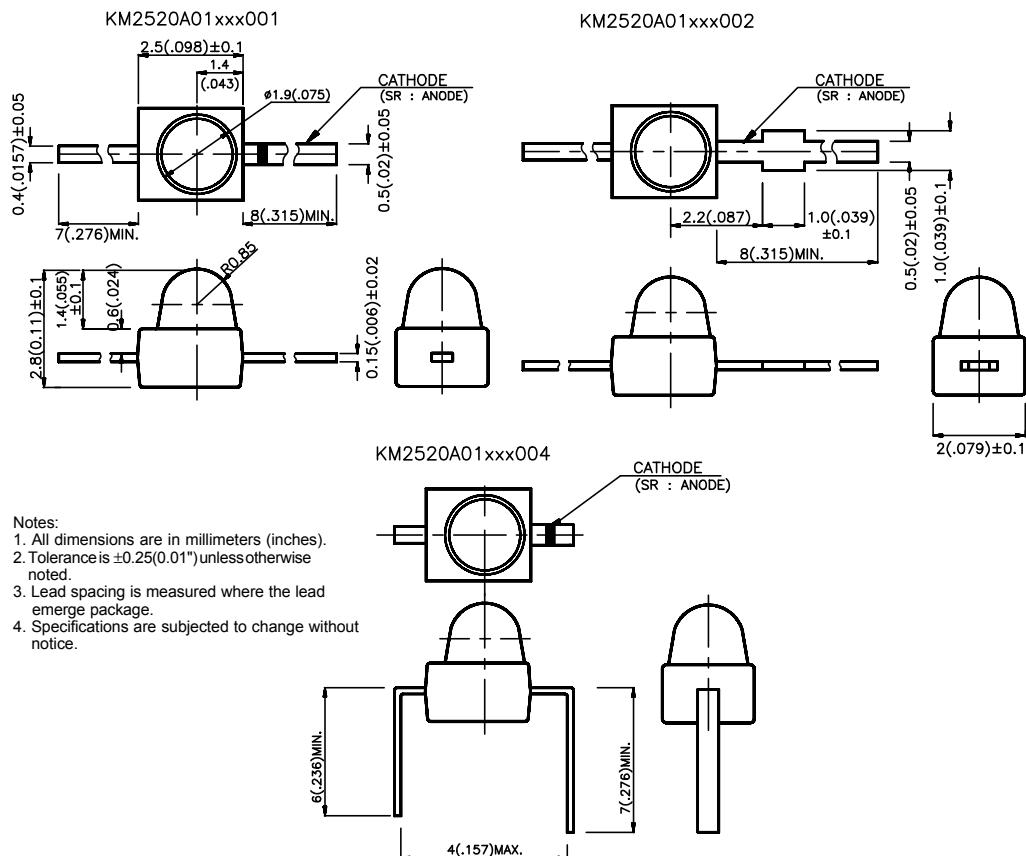 KM2520A01xxx001
KM2520A01xxx002
2.5(.098)±0.1
1.4
(.043)
ø1.9(.075)
CATHODE
(SR : ANODE)
0.4(.0157)±0.05
0.5(.02)±0.05
7(.276)MIN.
8(.315)MIN.
CATHODE
(SR : ANODE)
2.2(.087)
1.0(.039)
±0.1
8(.315)MIN.
0.5(.02)±0.05
1.0(.039)±0.1
2.8(0.11)±0.1
1.4(.055)
±0.1
0.6(.024)
R0.85
0.15(.006)±0.02
2(.079)±0.1
KM2520A01xxx004
CATHODE
(SR : ANODE)
Notes:
1. All dimensions are in millimeters (inches).
2. Tolerance is ±0.25(0.01") unless otherwise
noted.
3. Lead spacing is measured where the lead
emerge package.
4. Specifications are subjected to change without
notice.
6(.236)MIN.
7(.276)MIN.
4(.157)MAX.